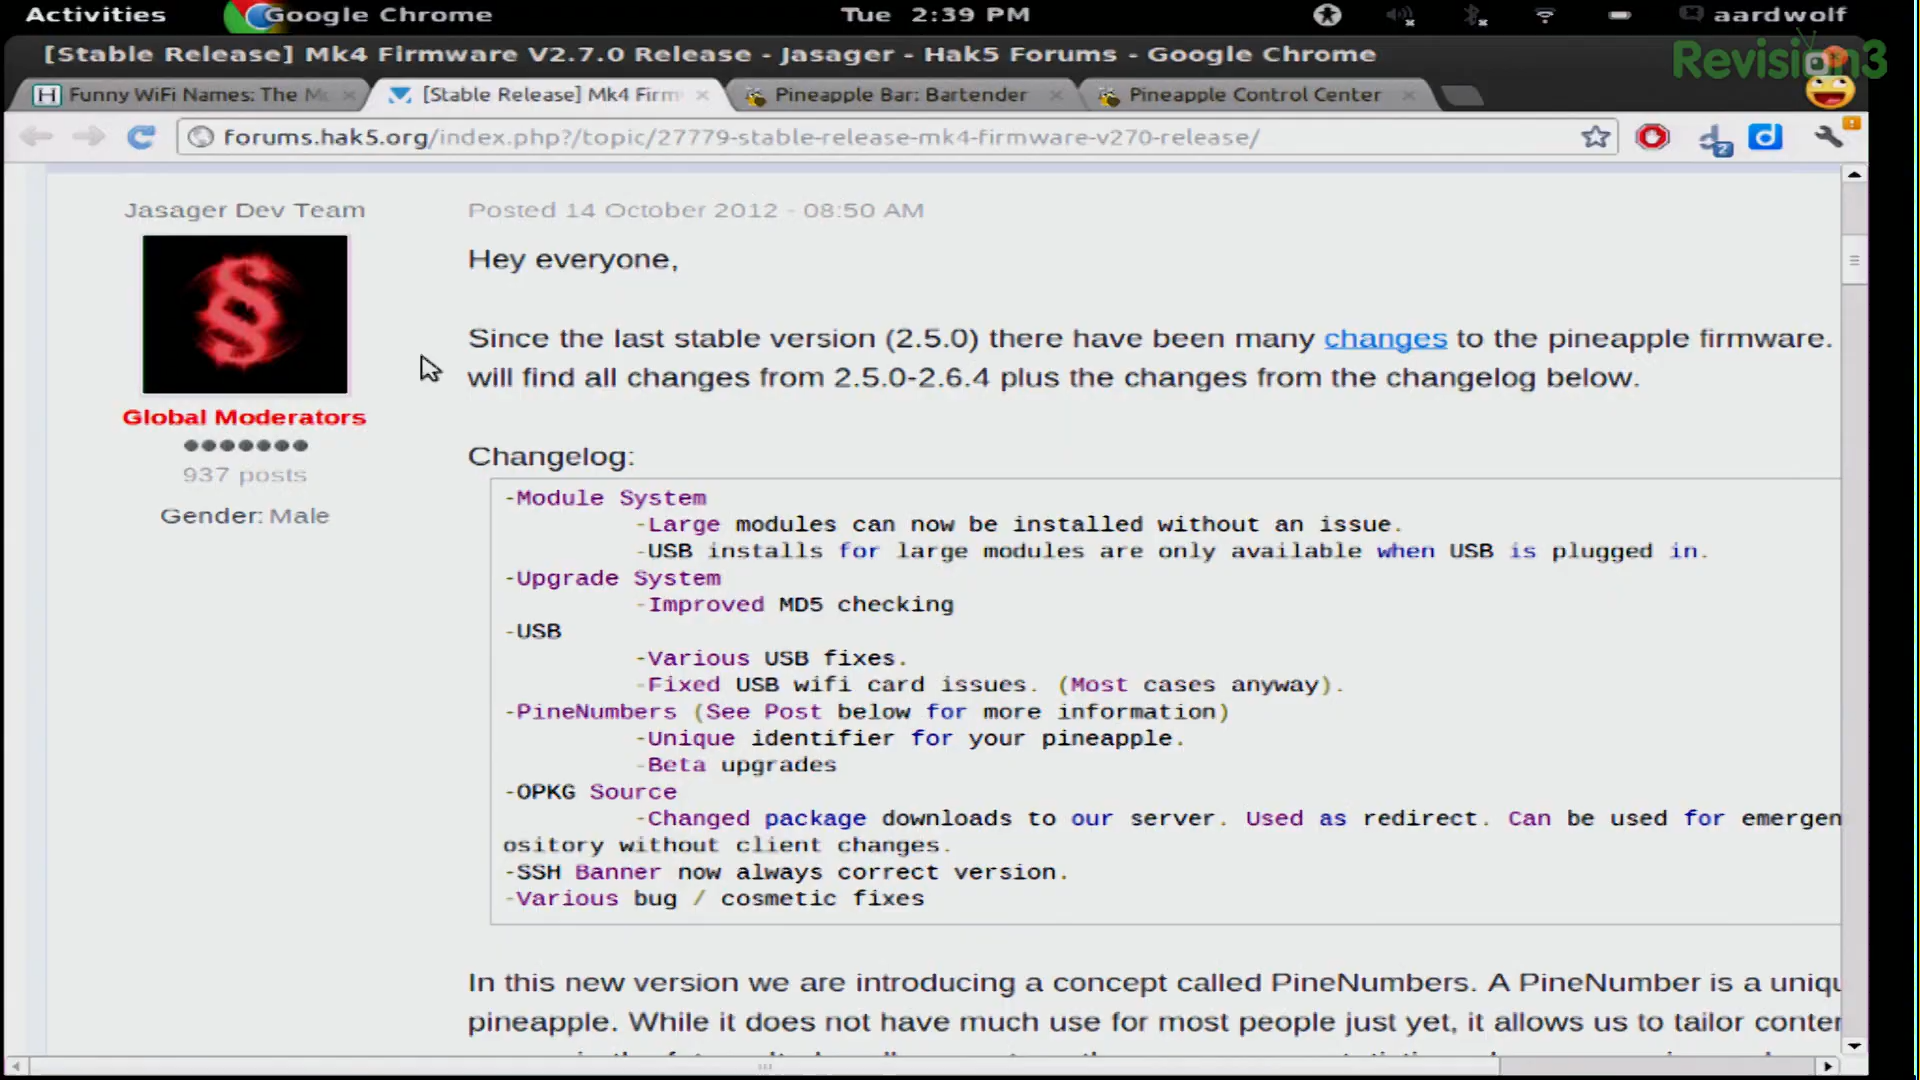 Activities Google Chrome Tue 2:39 PM aardwolf
[Stable Release] Mk4 Firmware V2.7.0 Release - Jasager - Hak5 Forums - Google Chrome
Revision3
Funny WiFi Names: The Mo [Stable Release] Mk4 Firm Pineapple Bar: Bartender Pineapple Control Center
forums.hak5.org/index.php?/topic/27779-stable-release-mk4-firmware-v270-release/
Jasager Dev Team
Global Moderators
937 posts
Gender: Male
Posted 14 October 2012 - 08:50 AM
Hey everyone,
Since the last stable version (2.5.0) there have been many changes to the pineapple firmware.
will find all changes from 2.5.0-2.6.4 plus the changes from the changelog below.
Changelog:
-Module System
-Large modules can now be installed without an issue.
-USB installs for large modules are only available when USB is plugged in.
-Upgrade System
-Improved MD5 checking
-USB
-Various USB fixes.
-Fixed USB wifi card issues. (Most cases anyway).
-PineNumbers (See Post below for more information)
-Unique identifier for your pineapple.
-Beta upgrades
-OPKG Source
-Changed package downloads to our server. Used as redirect. Can be used for emergen
ository without client changes.
-SSH Banner now always correct version.
-Various bug / cosmetic fixes
In this new version we are introducing a concept called PineNumbers. A PineNumber is a uniqu
pineapple. While it does not have much use for most people just yet, it allows us to tailor conten